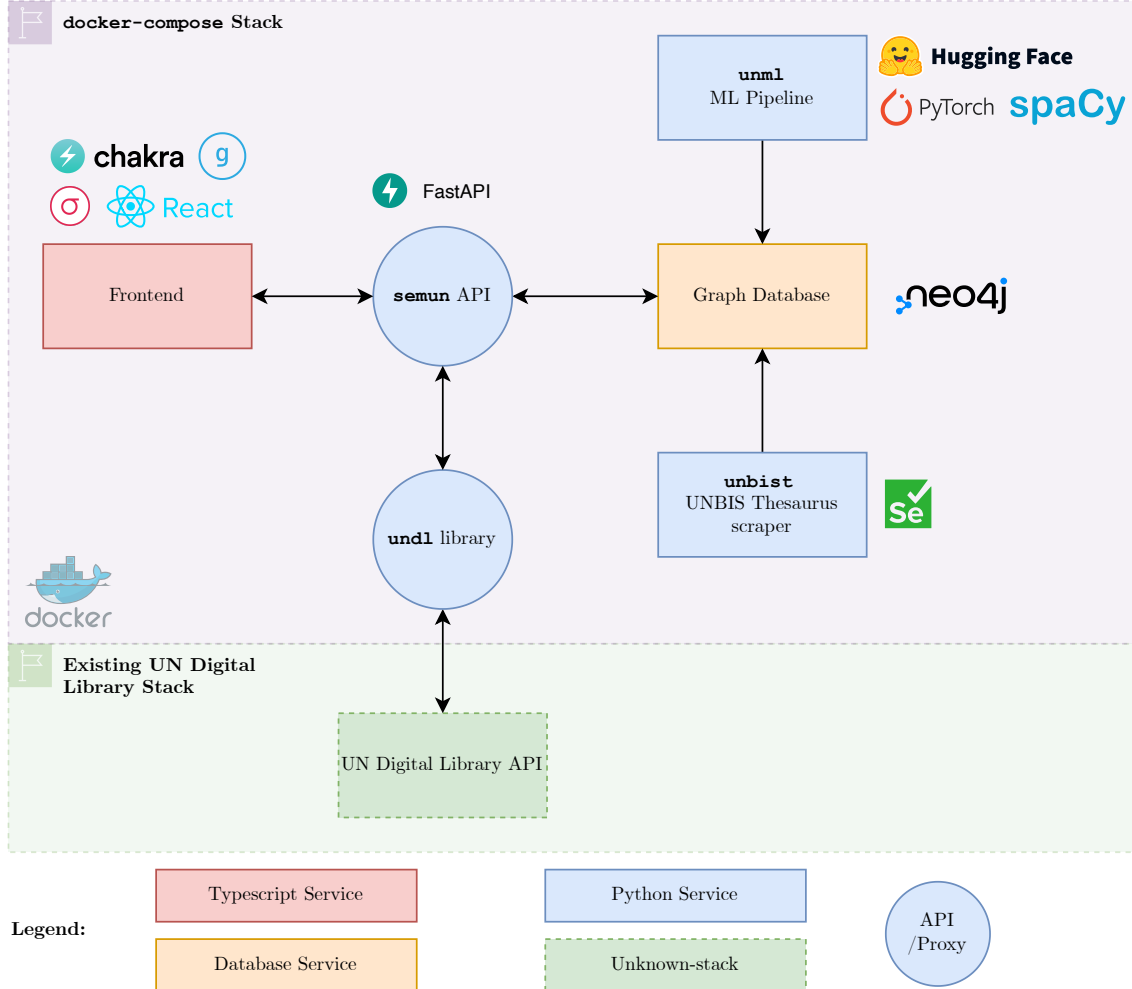 docker-compose Stack
unml
ML Pipeline
Hugging Face
PyTorch
spaCy
chakra
g
σ
React
FastAPI
Frontend
semun API
Graph Database
neo4j
undl library
unbist
UNBIS Thesaurus
scraper
Se
docker
Existing UN Digital
Library Stack
UN Digital Library API
Legend:
Typescript Service
Python Service
API
/Proxy
Database Service
Unknown-stack